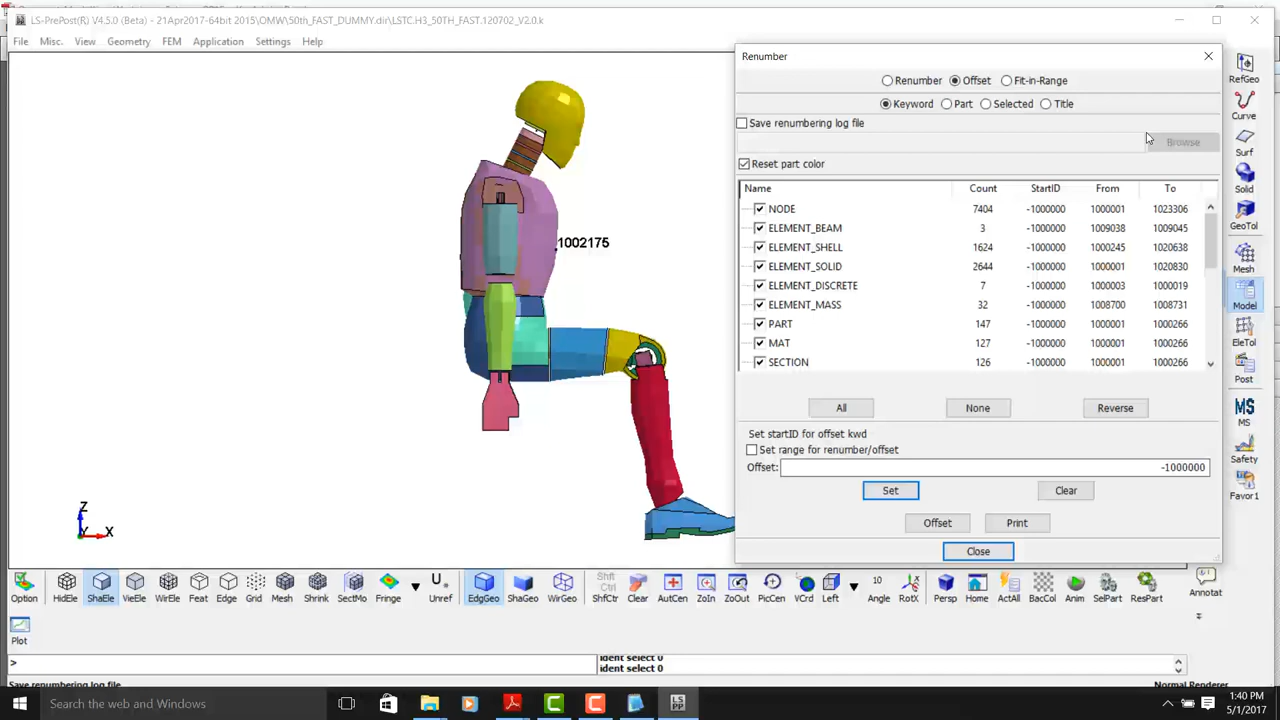 LS-PrePost(R) V4.5.0 (Beta) - 21Apr2017-64bit 2015\OMW\50th_FAST_DUMMY.dir\LSTC.H3_50TH_FAST.120702_V2.0.k
File Misc. View Geometry FEM Application Settings Help
Renumber
Renumber Offset Fit-in-Range
Keyword Part Selected Title
Save renumbering log file
Browse
Reset part color
Name Count StartID From To
NODE 7404 -1000000 1000001 1023306
ELEMENT_BEAM 3 -1000000 1009038 1009045
ELEMENT_SHELL 1624 -1000000 1000245 1020638
ELEMENT_SOLID 2644 -1000000 1000001 1020830
ELEMENT_DISCRETE 7 -1000000 1000003 1000019
ELEMENT_MASS 32 -1000000 1008700 1008731
PART 147 -1000000 1000001 1000266
MAT 127 -1000000 1000001 1000266
SECTION 126 -1000000 1000001 1000266
All None Reverse
Set startID for offset kwd
Set range for renumber/offset
Offset: -1000000
Set Clear
Offset Print
Close
1002175
Z
Y X
RefGeo
Curve
Surf
Solid
GeoTol
Mesh
Model
EleTol
Post
MS
MS
Safety
Favor1
Option HidEle ShaEle VieEle WirEle Feat Edge Grid Mesh Shrink SectMo Fringe U... Unref EdgGeo ShaGeo WirGeo Shrt Cntr ShfCtr Clear AutCen ZoIn ZoOut PicCen VCrd Left 10 Angle RotX Persp Home ActAll BacCol Anim SelPart ResPart Annotat
Plot
>
ident select 0
ident select 0
Save renumbering log file
Normal Renderer
Search the web and Windows
LS
PP
1:40 PM
5/1/2017